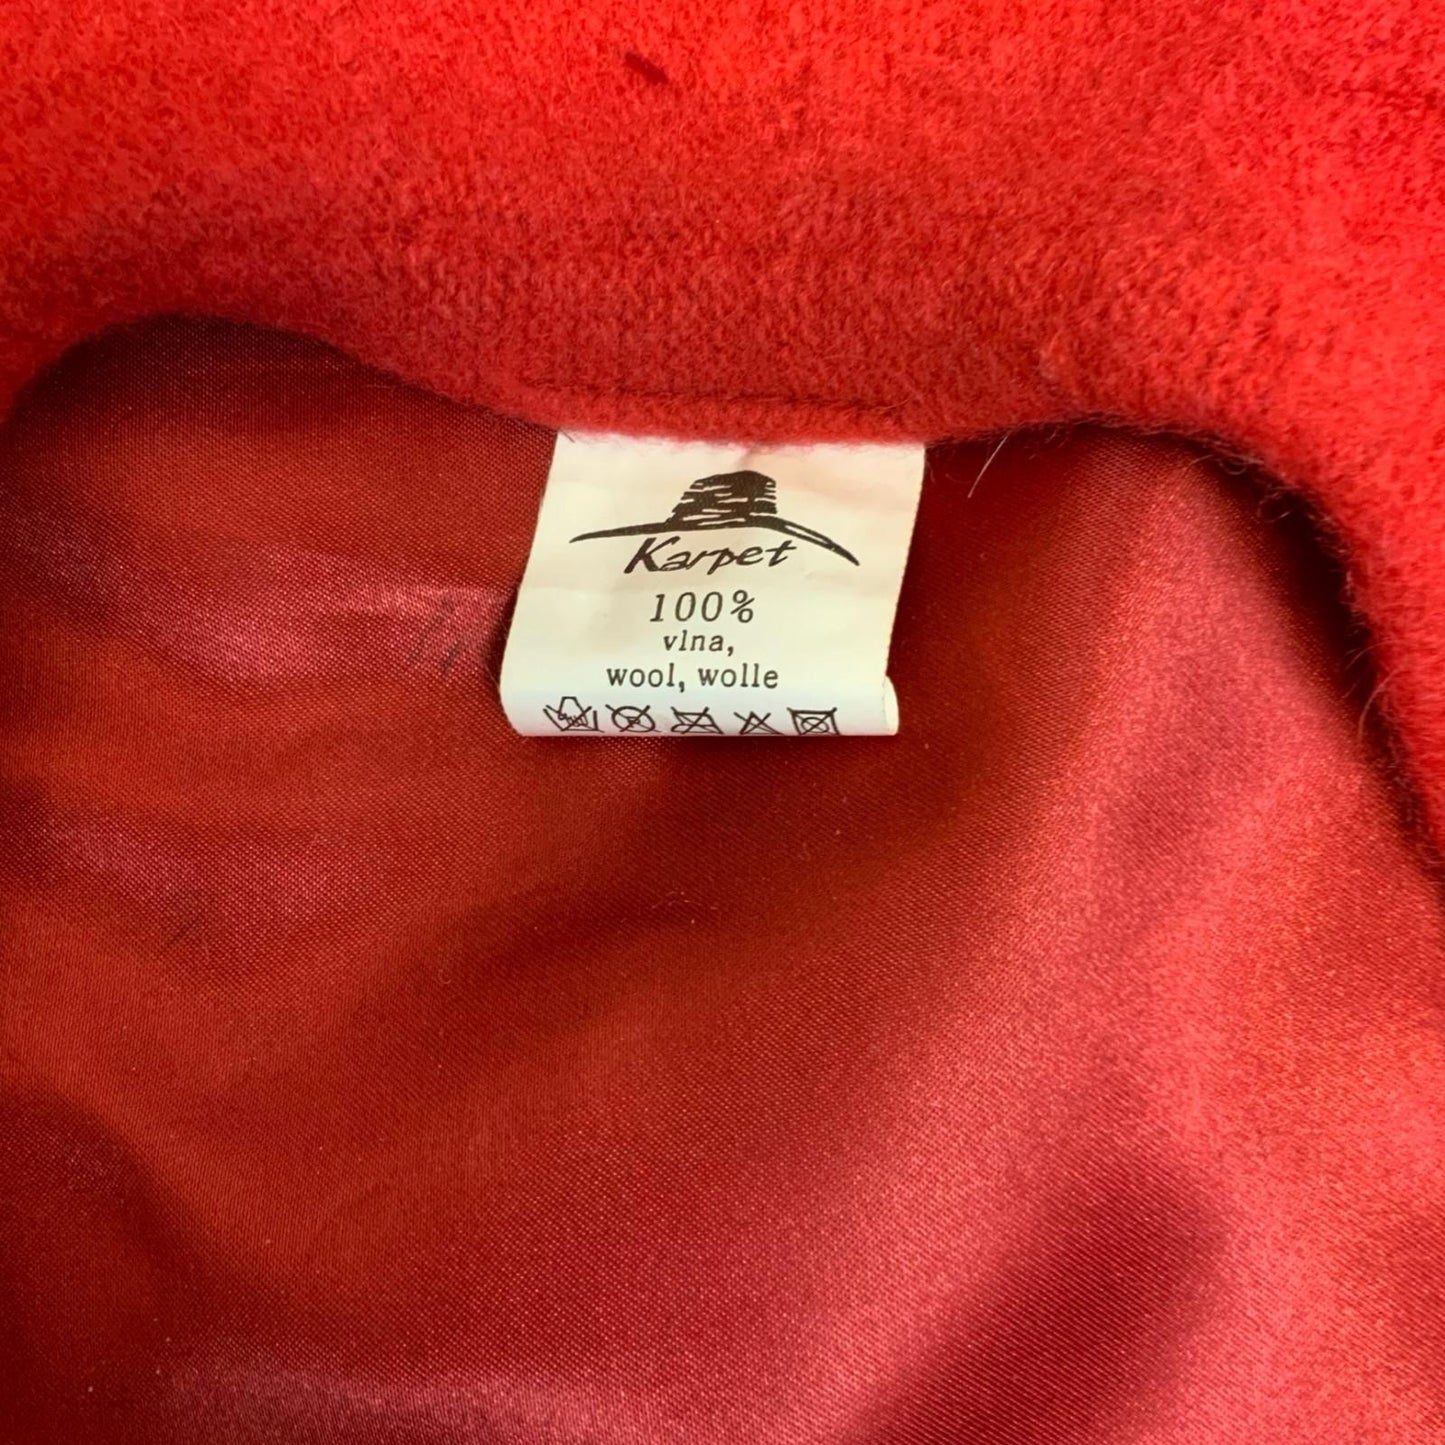 Karpet
100%
vlna,
wool, wolle